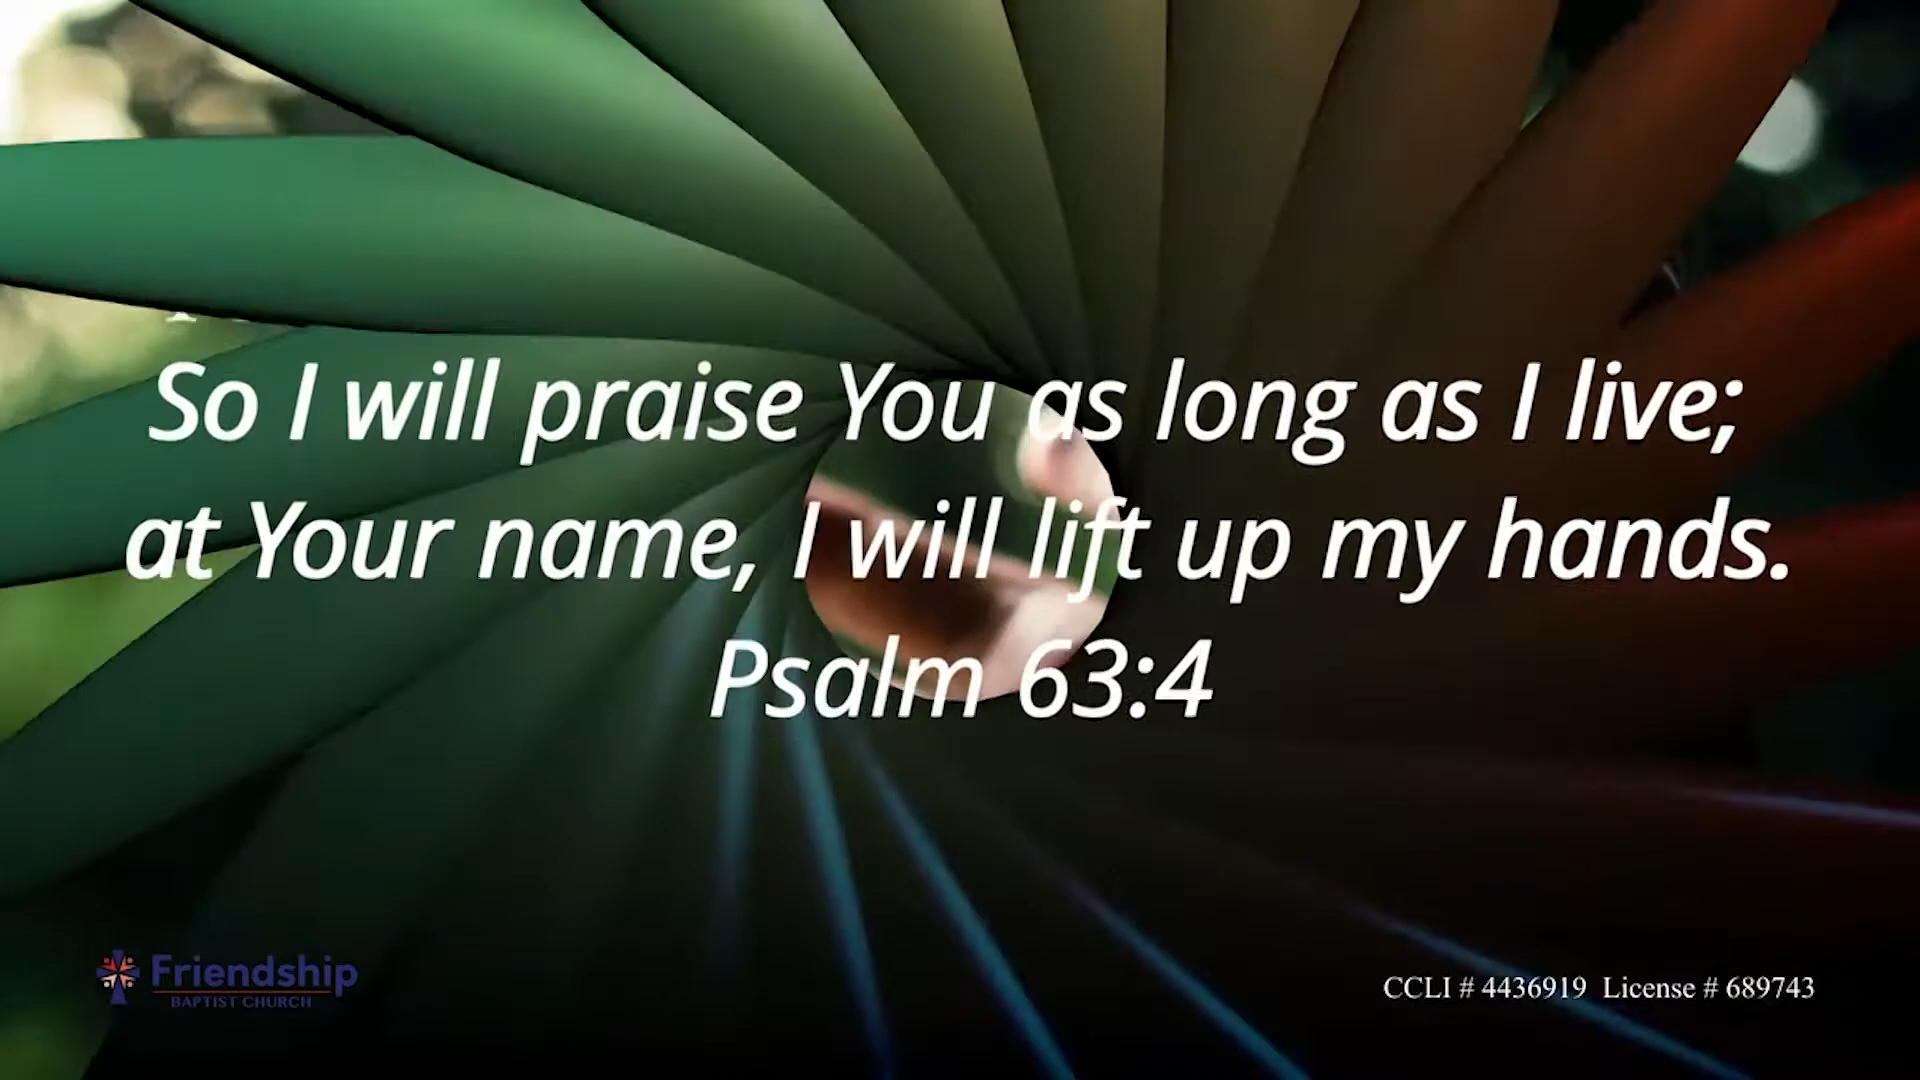 So I will praise You as long as I live;
at Your name, I will lift up my hands.
Psalm 63:4
Friendship
BAPTIST CHURCH
CCLI # 4436919 License # 689743